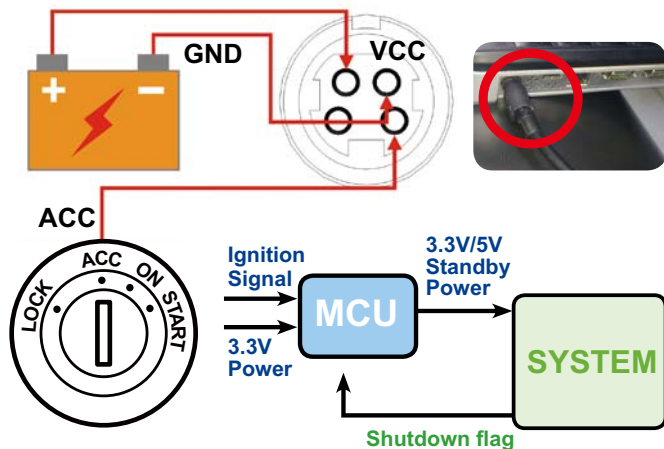 GND
VCC
+ −
ACC
LOCK
ACC
ON
START
Ignition
Signal
3.3V
Power
MCU
3.3V/5V
Standby
Power
SYSTEM
Shutdown flag